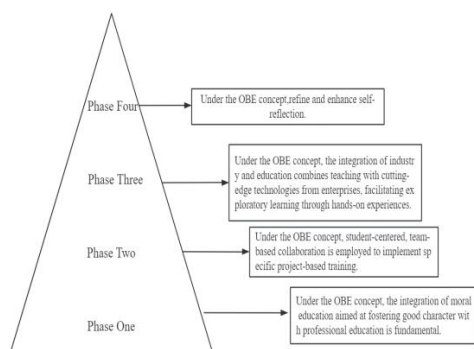 Phase Four
Under the OBE concept,refine and enhance self-
reflection.
Phase Three
Under the OBE concept, the integration of industr
y and education combines teaching with cutting-
edge technologies from enterprises, facilitating ex
ploratory learning through hands-on experiences.
Phase Two
Under the OBE concept, student-centered, team-
based collaboration is employed to implement sp
ecific project-based training.
Phase One
Under the OBE concept, the integration of moral
education aimed at fostering good character wit
h professional education is fundamental.